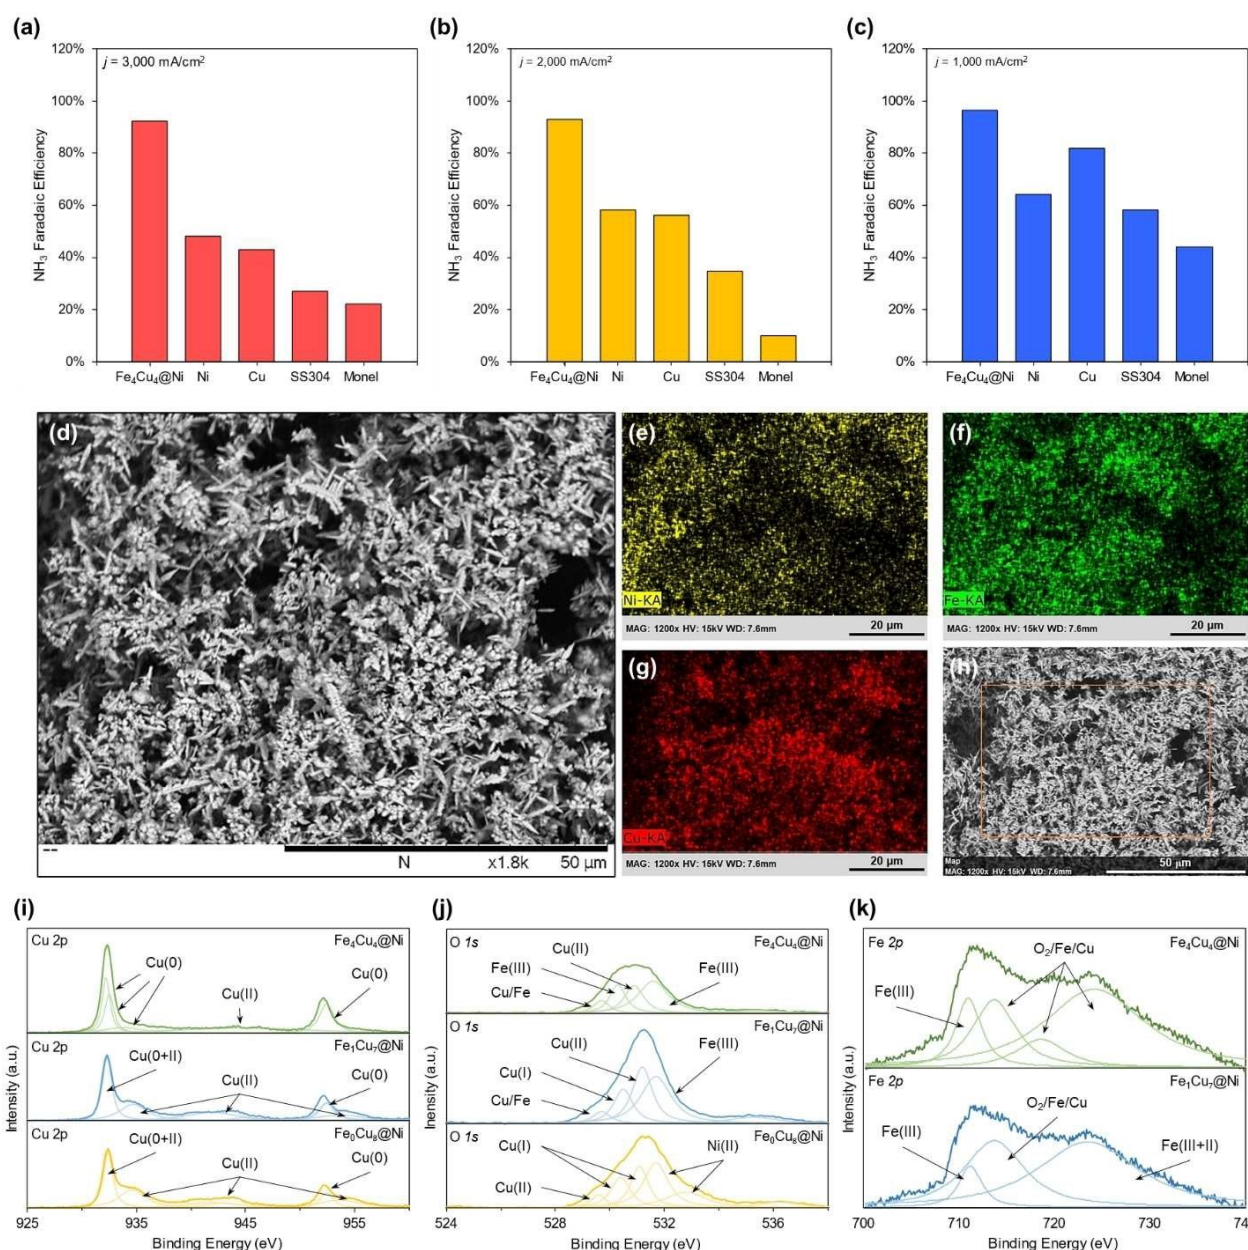 (a)
120%
j = 3,000 mA/cm²
100%
80%
60%
40%
20%
0%
NH₃ Faradaic Efficiency
Fe₄Cu₄@Ni Ni Cu SS304 Monel
(b)
120%
j = 2,000 mA/cm²
100%
80%
60%
40%
20%
0%
NH₃ Faradaic Efficiency
Fe₄Cu₄@Ni Ni Cu SS304 Monel
(c)
120%
j = 1,000 mA/cm²
100%
80%
60%
40%
20%
0%
NH₃ Faradaic Efficiency
Fe₄Cu₄@Ni Ni Cu SS304 Monel
(d)
-- N x1.8k 50 µm
(e)
Ni-KA
MAG: 1200x HV: 15kV WD: 7.6mm 20 µm
(f)
Fe-KA
MAG: 1200x HV: 15kV WD: 7.6mm 20 µm
(g)
Cu-KA
MAG: 1200x HV: 15kV WD: 7.6mm 20 µm
(h)
Map
MAG: 1200x HV: 15kV WD: 7.6mm 50 µm
(i)
Cu 2p Fe₄Cu₄@Ni
Cu(0)
Cu(II)
Cu(0)
Cu 2p Fe₁Cu₇@Ni
Cu(0+II)
Cu(II)
Cu(0)
Cu 2p Fe₀Cu₈@Ni
Cu(0+II)
Cu(II)
Cu(0)
Intensity (a.u.)
925 935 945 955
Binding Energy (eV)
(j)
O 1s Fe₄Cu₄@Ni
Cu(II)
Fe(III)
Fe(III)
Cu/Fe
O 1s Fe₁Cu₇@Ni
Cu(II)
Fe(III)
Cu(I)
Cu/Fe
O 1s Fe₀Cu₈@Ni
Cu(I)
Ni(II)
Cu(II)
Intensity (a.u.)
524 528 532 536
Binding Energy (eV)
(k)
Fe 2p Fe₄Cu₄@Ni
O₂/Fe/Cu
Fe(III)
Fe 2p Fe₁Cu₇@Ni
O₂/Fe/Cu
Fe(III)
Fe(III+II)
Intensity (a.u.)
700 710 720 730 74
Binding Energy (eV)